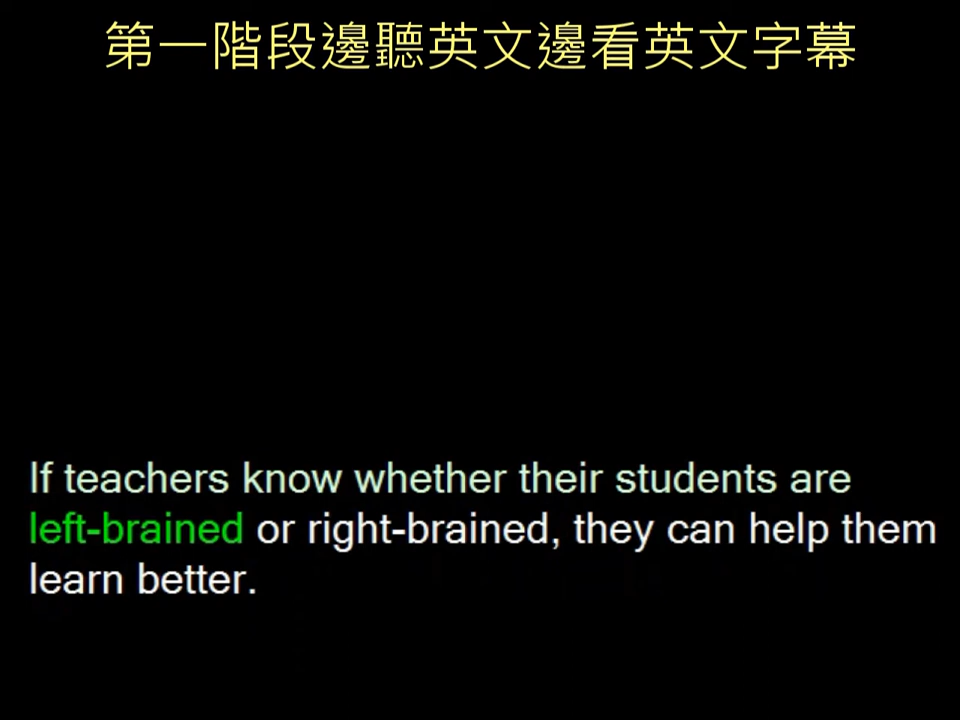 第一階段邊聽英文邊看英文字幕
If teachers know whether their students are
left-brained or right-brained, they can help them
learn better.